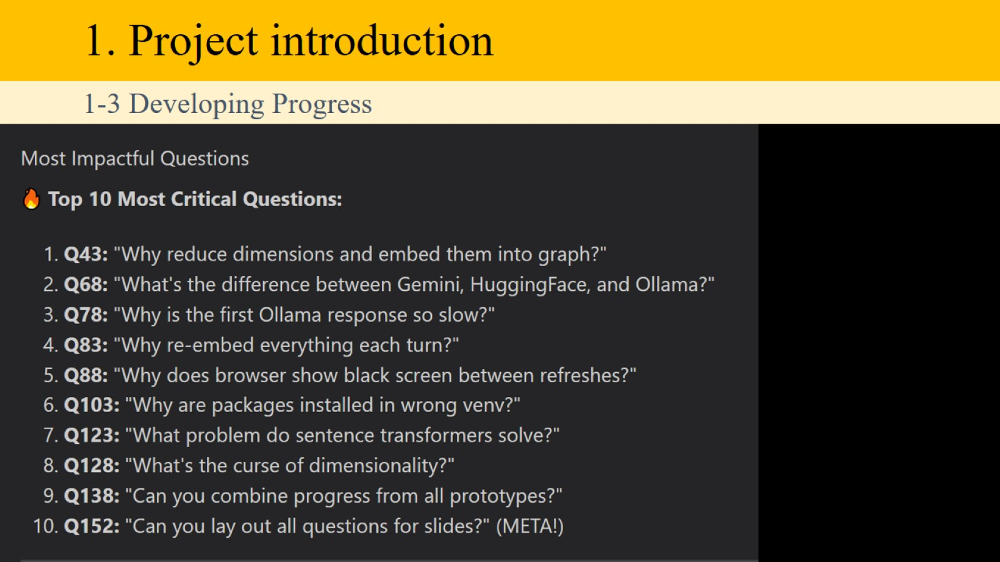 1. Project introduction
1-3 Developing Progress
Most Impactful Questions
🔥 Top 10 Most Critical Questions:
1. Q43: "Why reduce dimensions and embed them into graph?"
2. Q68: "What's the difference between Gemini, HuggingFace, and Ollama?"
3. Q78: "Why is the first Ollama response so slow?"
4. Q83: "Why re-embed everything each turn?"
5. Q88: "Why does browser show black screen between refreshes?"
6. Q103: "Why are packages installed in wrong venv?"
7. Q123: "What problem do sentence transformers solve?"
8. Q128: "What's the curse of dimensionality?"
9. Q138: "Can you combine progress from all prototypes?"
10. Q152: "Can you lay out all questions for slides?" (META!)